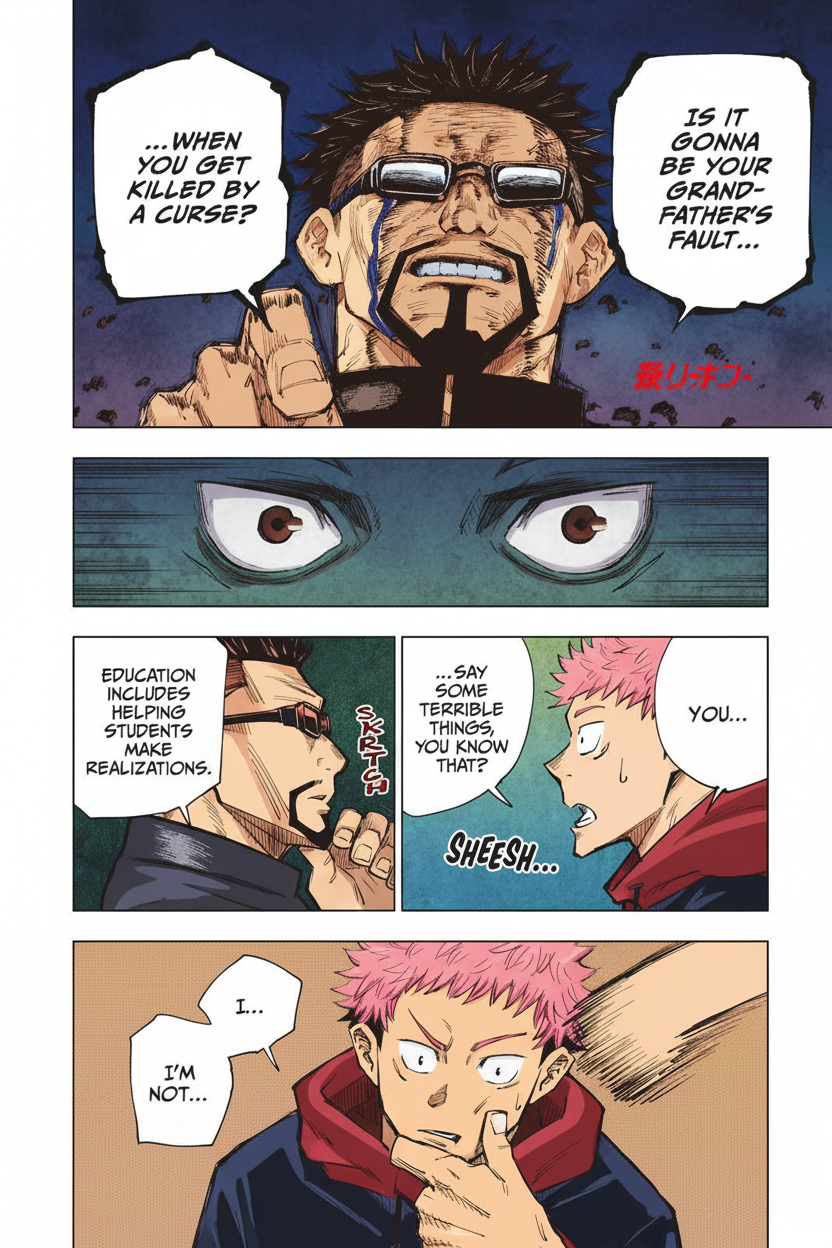 IS IT
GONNA
BE YOUR
GRAND-
FATHER'S
FAULT...
...WHEN
YOU GET
KILLED BY
A CURSE?
YOU...
...SAY
SOME
TERRIBLE
THINGS,
YOU KNOW
THAT?
SHEESH...
EDUCATION
INCLUDES
HELPING
STUDENTS
MAKE
REALIZATIONS.
SKRTCH
I...
I'M
NOT...